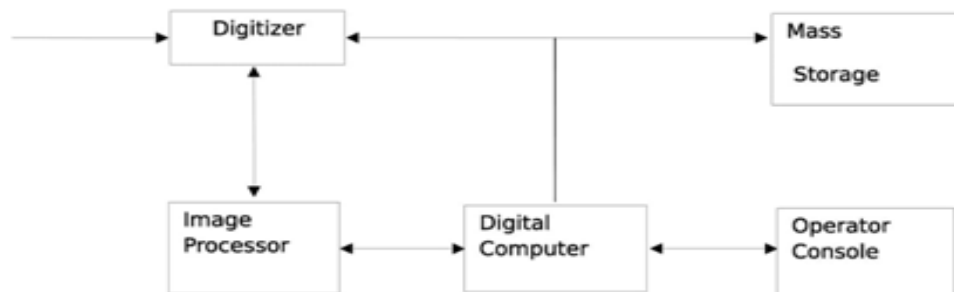 Digitizer
Mass
Storage
Image
Processor
Digital
Computer
Operator
Console